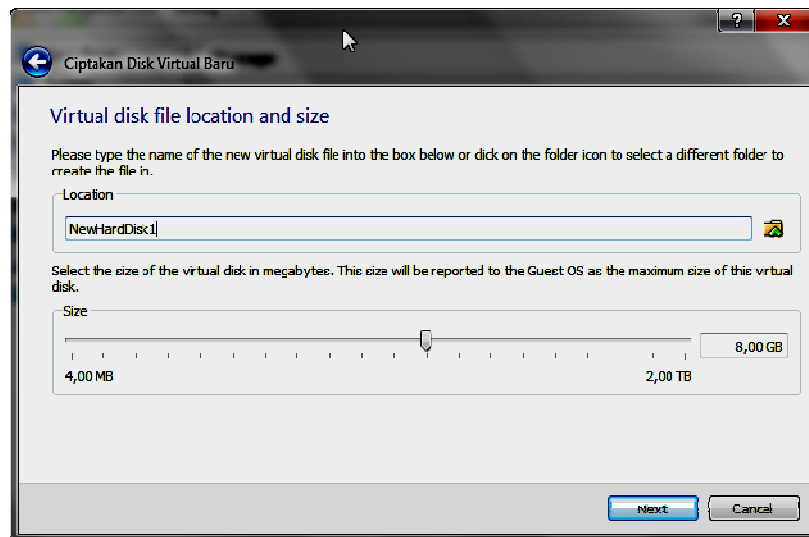 ?
X
Ciptakan Disk Virtual Baru
Virtual disk file location and size
Please type the name of the new virtual disk file into the box below or click on the folder icon to select a different folder to
create the file in.
Location
NewHardDisk1
Select the size of the virtual disk in megabytes. This size will be reported to the Guest OS as the maximum size of this virtual
disk.
Size
8,00 GB
4,00 MB 2,00 TB
Next Cancel